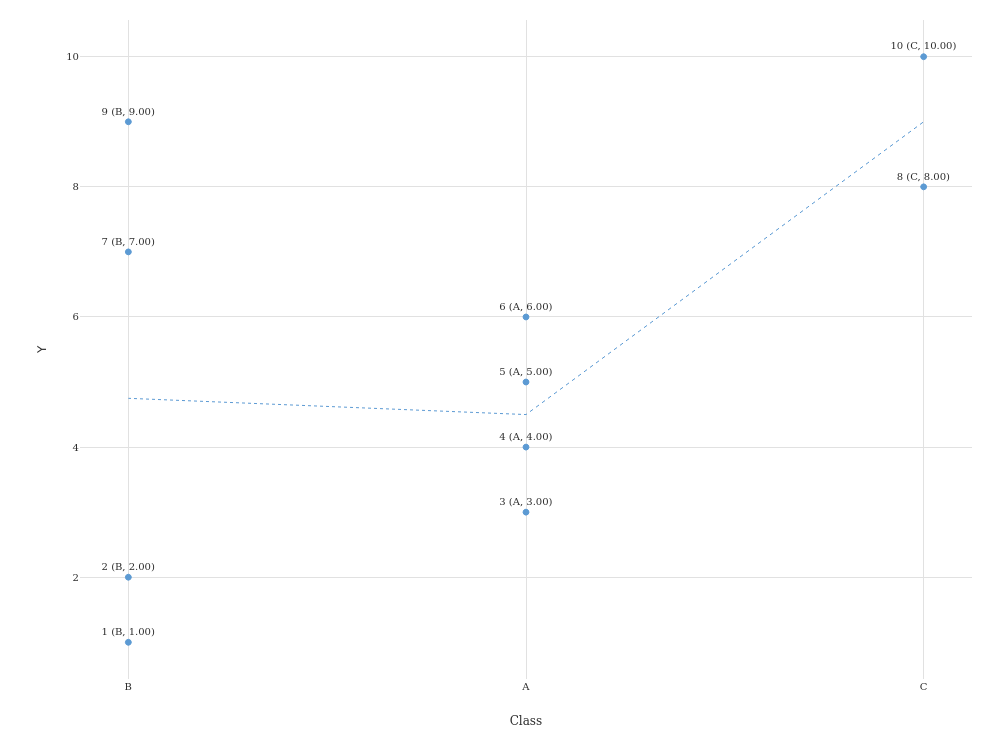 10 (C, 10.00)
10
9 (B, 9.00)
8 (C, 8.00)
8
7 (B, 7.00)
6 (A, 6.00)
6
5 (A, 5.00)
Y
4 (A, 4.00)
4
3 (A, 3.00)
2 (B, 2.00)
2
1 (B, 1.00)
B
A
C
Class